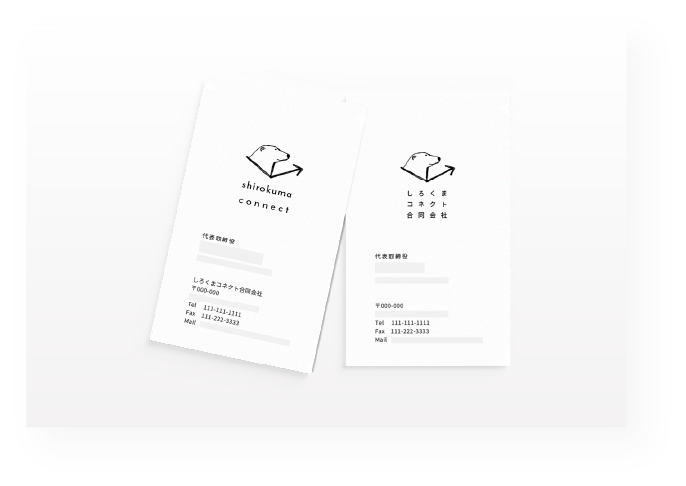 shirokuma
connect
代表取締役
しろくまコネクト合同会社
〒000-000
Tel 111-111-1111
Fax 111-222-3333
Mail
しろくま
コネクト
合同会社
代表取締役
〒000-000
Tel 111-111-1111
Fax 111-222-3333
Mail